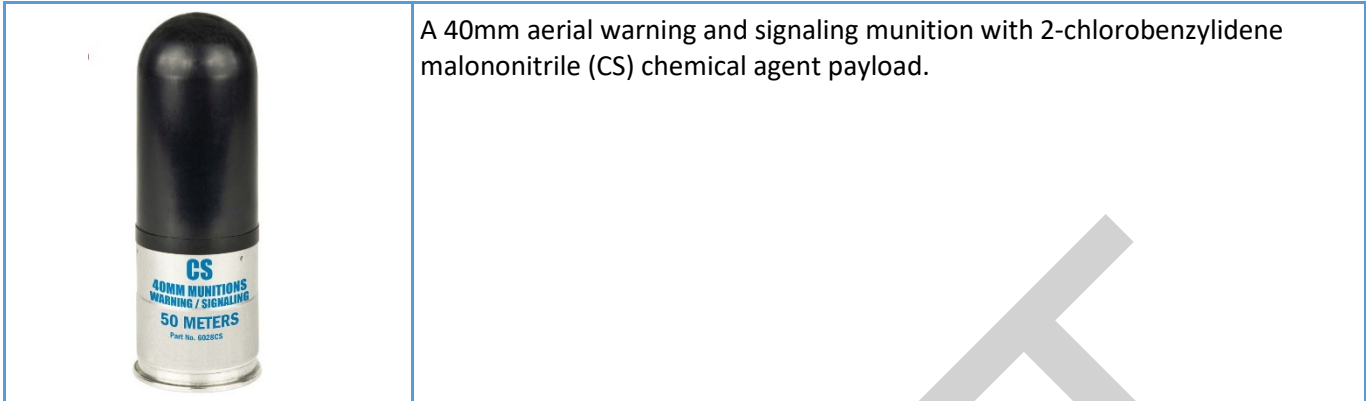 A 40mm aerial warning and signaling munition with 2-chlorobenzylidene
malononitrile (CS) chemical agent payload.
CS
40MM MUNITIONS
WARNING / SIGNALING
50 METERS
Part No. 6028CS